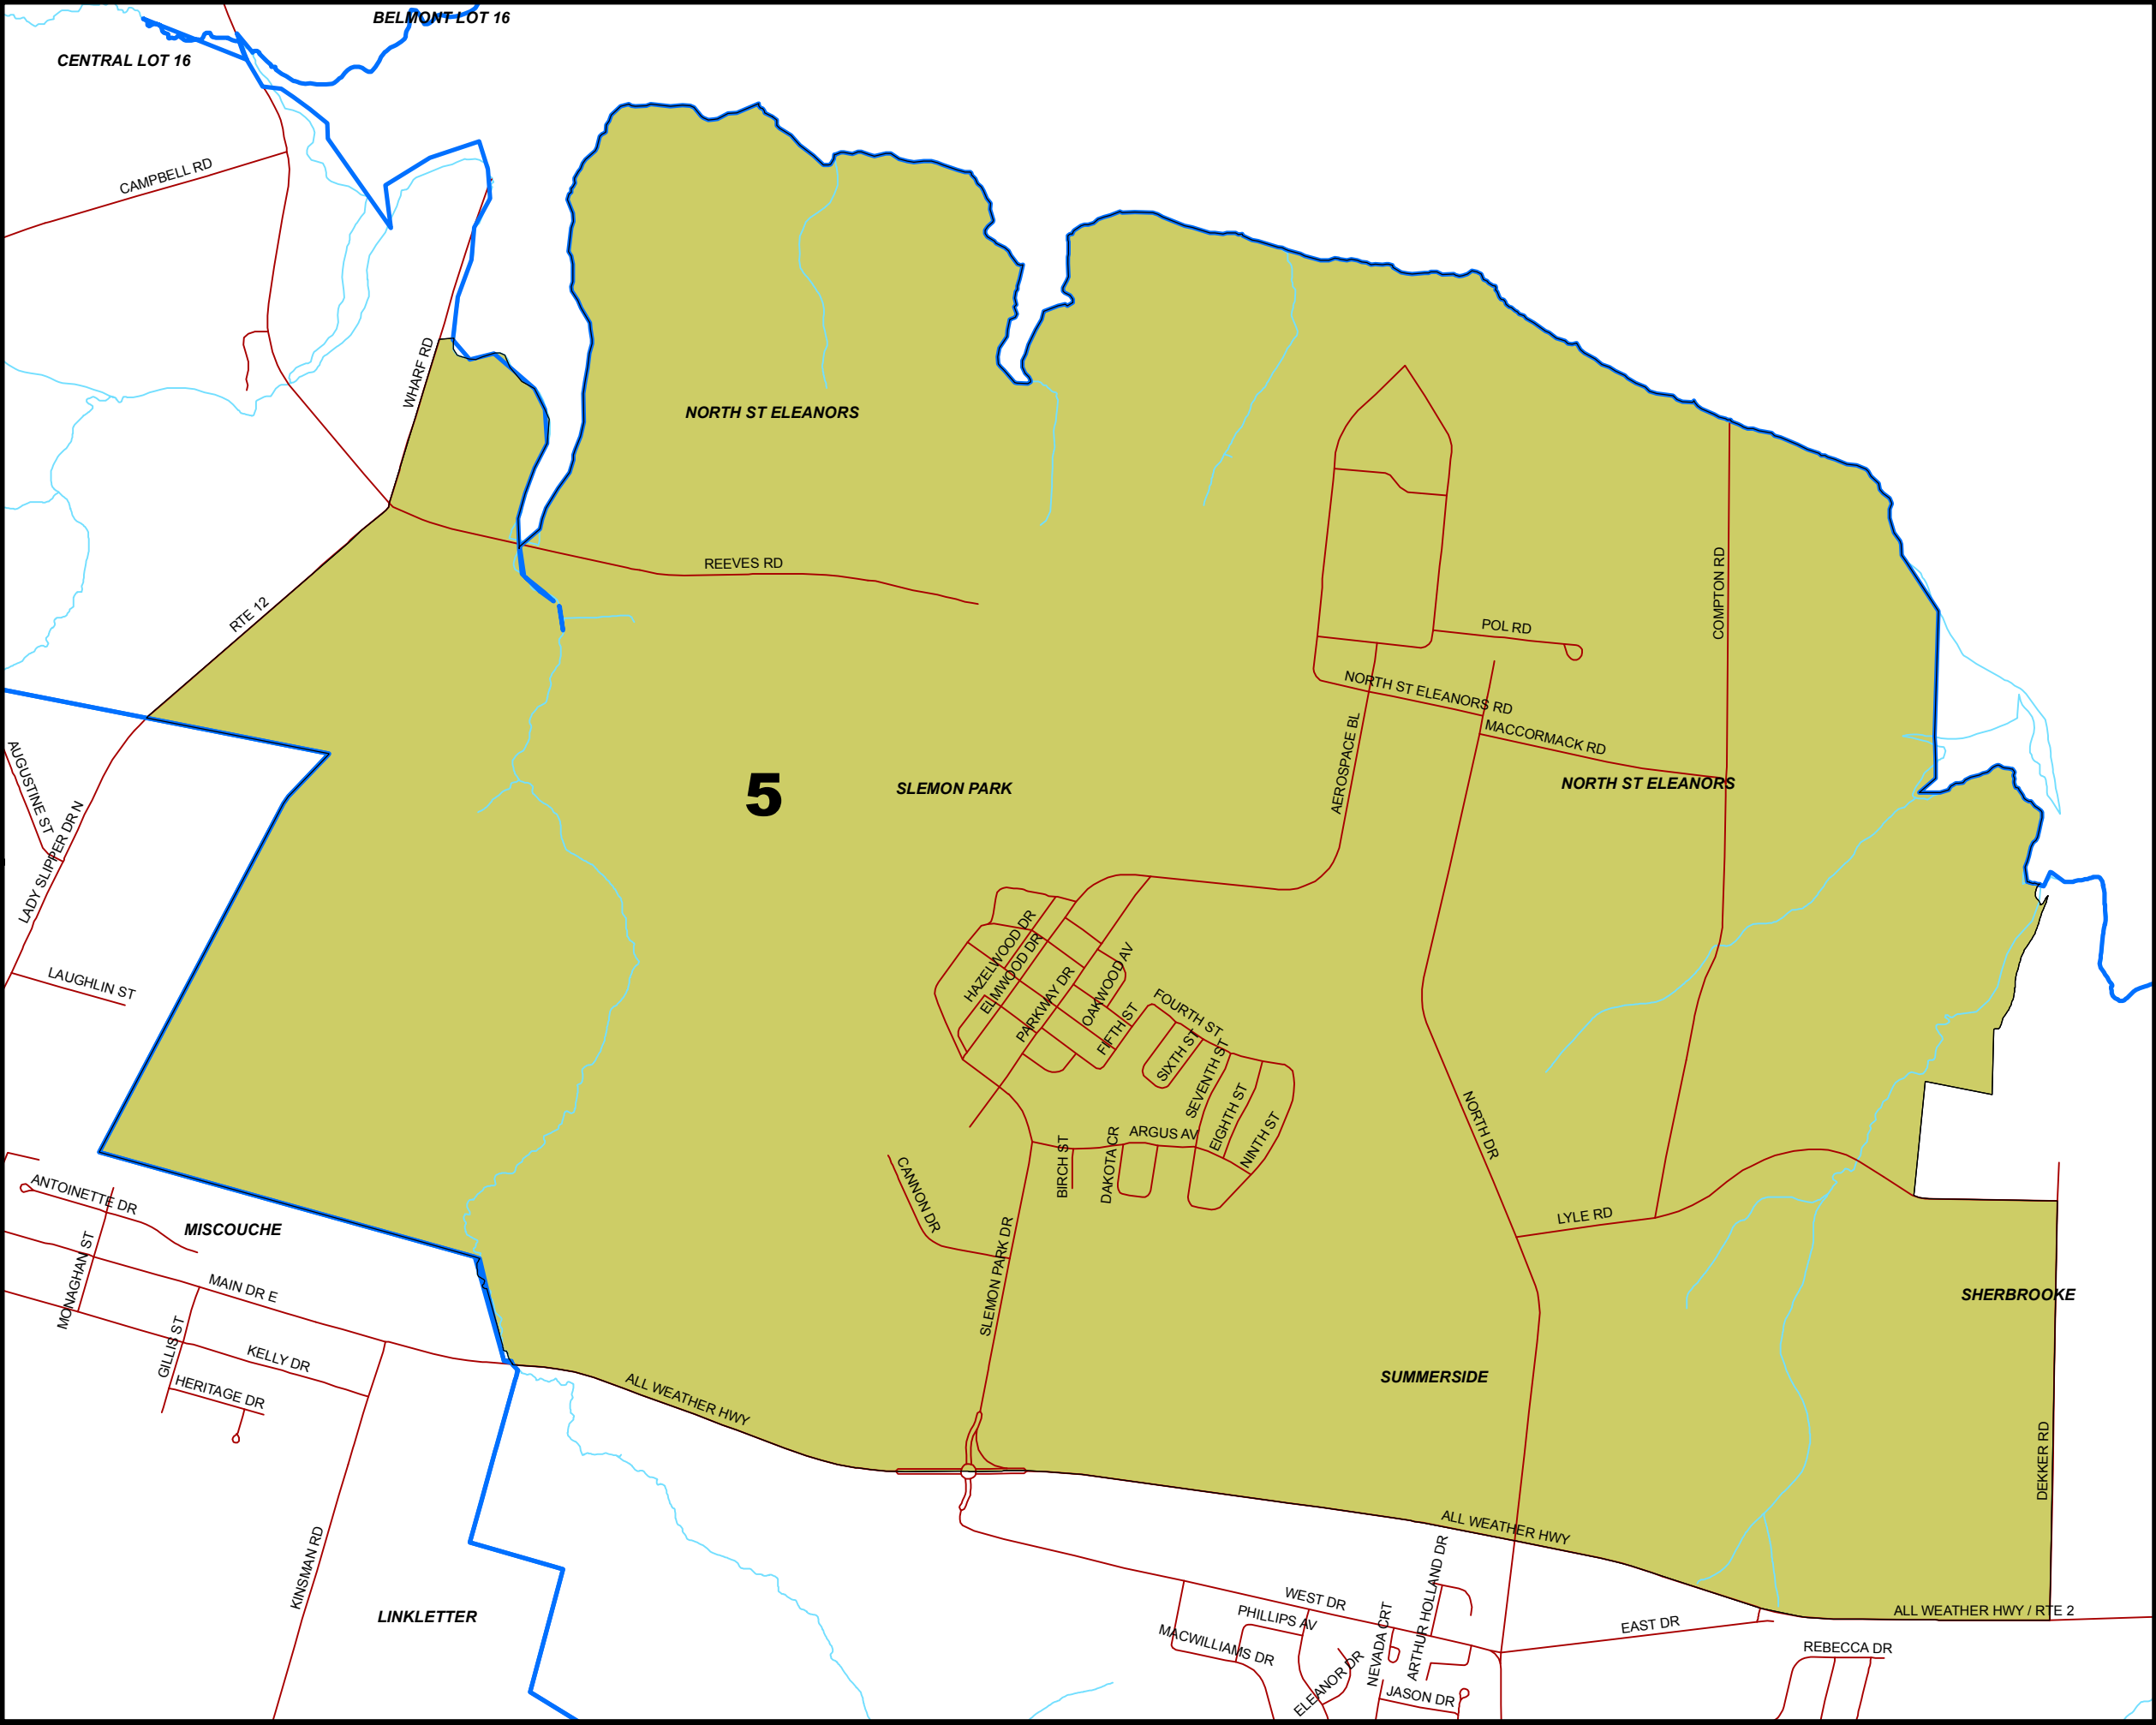 BELMONT LOT 16
CENTRAL LOT 16
CAMPBELL RD
WHARF RD
NORTH ST ELEANORS
REEVES RD
COMPTON RD
RTE 12
POL RD
NORTH ST ELEANORS RD
MACCORMACK RD
AEROSPACE BL
NORTH ST ELEANORS
5
SLEMON PARK
AUGUSTINE ST
LADY SLIPPER DR N
LAUGHLIN ST
HAZELWOOD DR
ELMWOOD DR
PARKWAY DR
OAKWOOD AV
FIFTH ST
FOURTH ST
SIXTH ST
SEVENTH ST
EIGHTH ST
NINTH ST
ARGUS AV
BIRCH ST
DAKOTA CR
CANNON DR
SLEMON PARK DR
NORTH DR
LYLE RD
ANTOINETTE DR
MISCOUCHE
MONAGHAN ST
MAIN DR E
GILLIS ST
KELLY DR
HERITAGE DR
SHERBROOKE
SUMMERSIDE
ALL WEATHER HWY
DEKKER RD
ALL WEATHER HWY
KINSMAN RD
LINKLETTER
WEST DR
PHILLIPS AV
MACWILLIAMS DR
ELEANOR DR
NEVADA CRT
ARTHUR HOLLAND DR
JASON DR
EAST DR
ALL WEATHER HWY / RTE 2
REBECCA DR